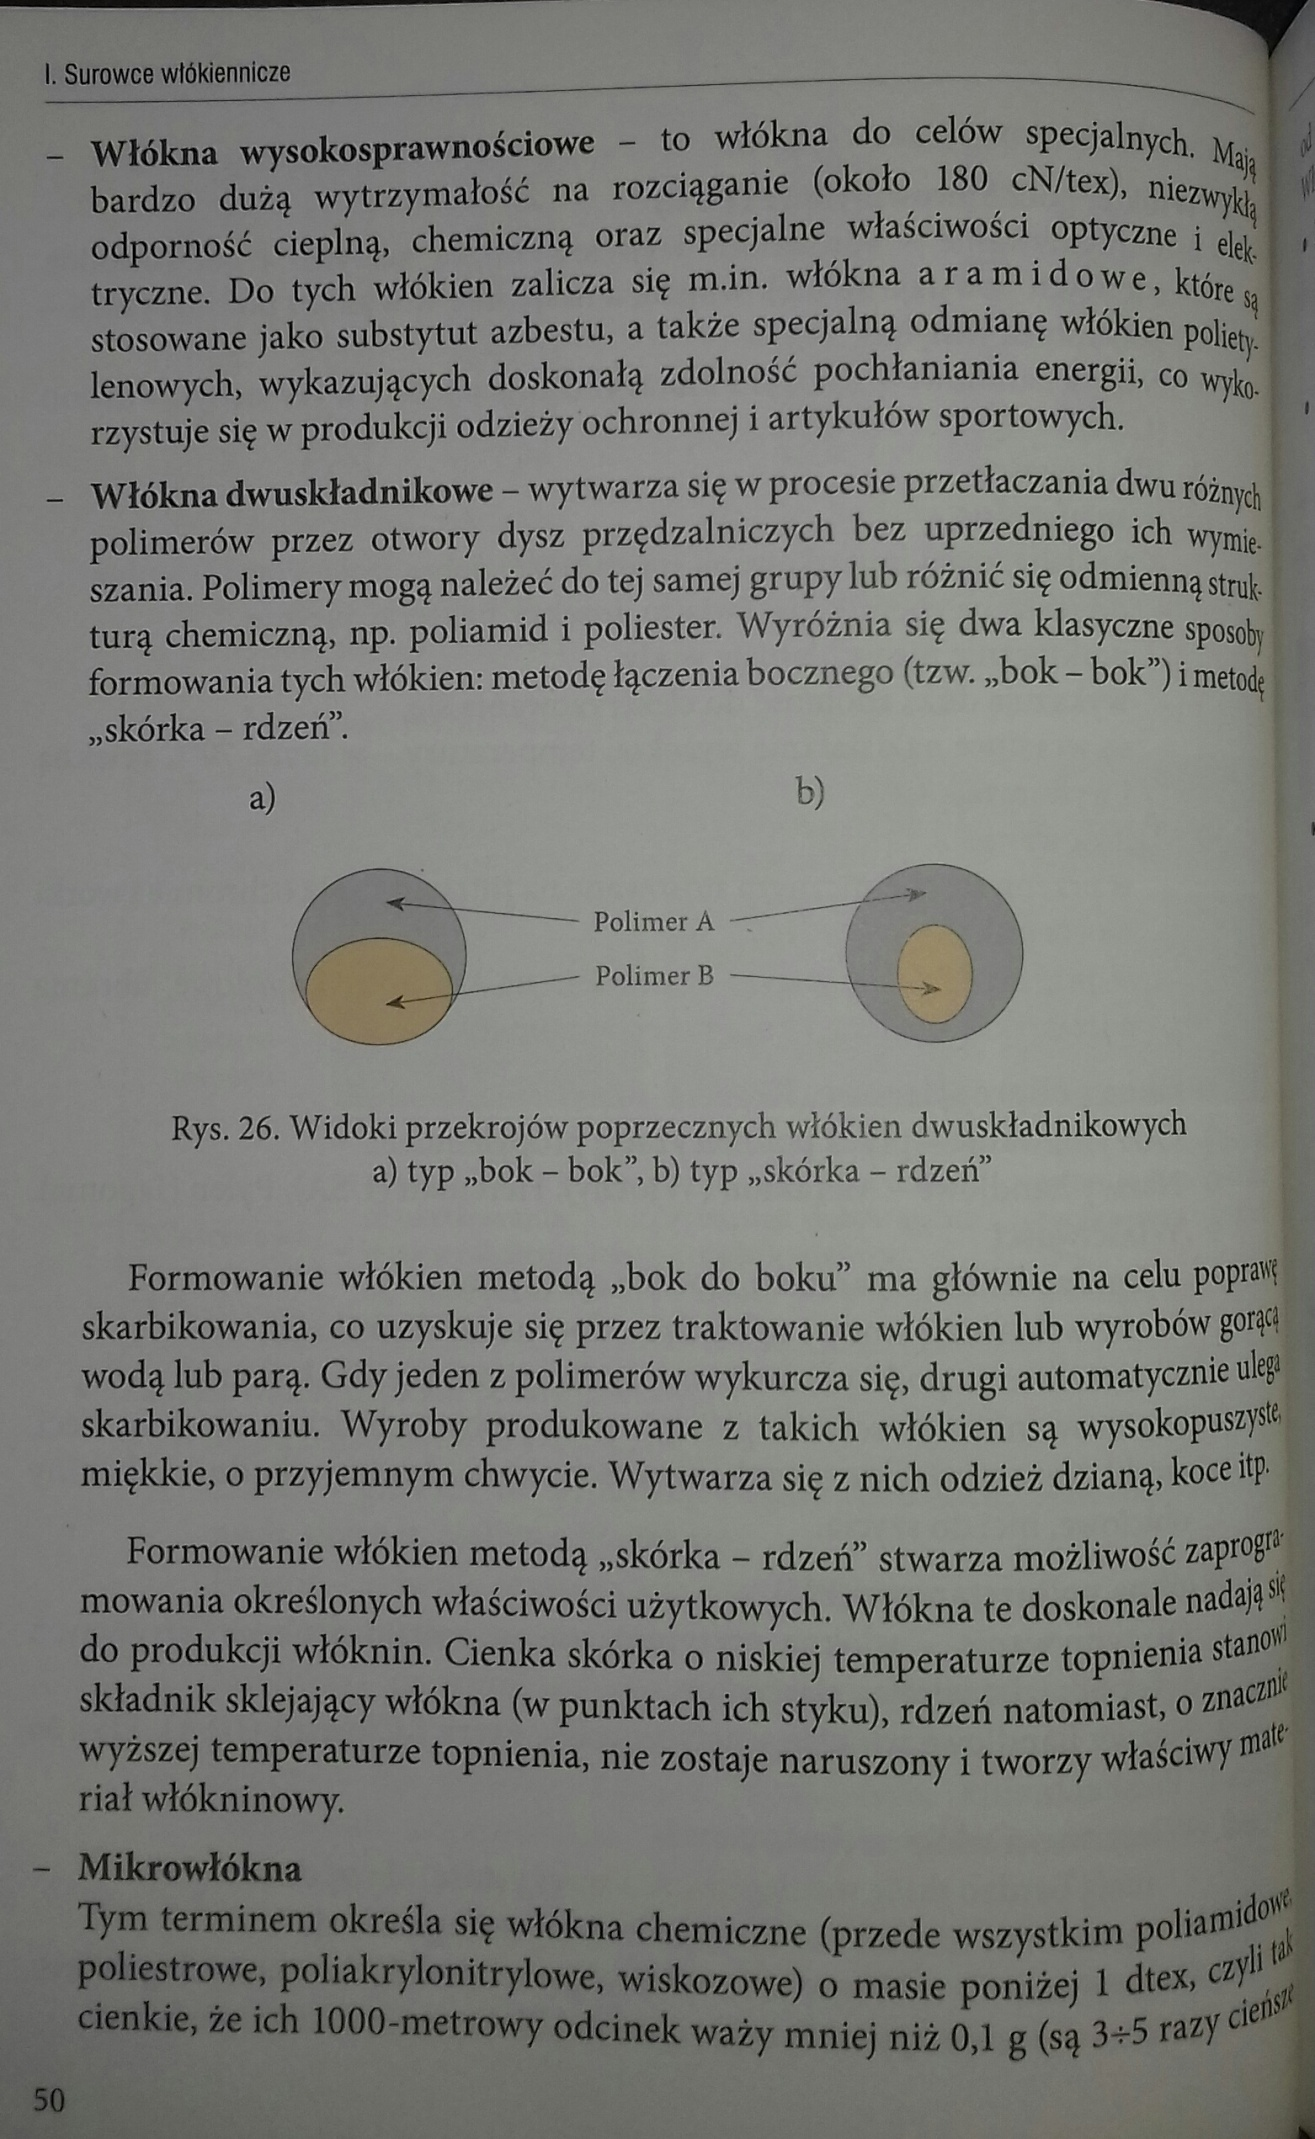 I. Surowce włókiennicze
– Włókna wysokosprawnościowe – to włókna do celów specjalnych. Mają
bardzo dużą wytrzymałość na rozciąganie (około 180 cN/tex), niezwykłą
odporność cieplną, chemiczną oraz specjalne właściwości optyczne i elek-
tryczne. Do tych włókien zalicza się m.in. włókna aramidowe, które są
stosowane jako substytut azbestu, a także specjalną odmianę włókien poliety-
lenowych, wykazujących doskonałą zdolność pochłaniania energii, co wyko-
rzystuje się w produkcji odzieży ochronnej i artykułów sportowych.
– Włókna dwuskładnikowe – wytwarza się w procesie przetłaczania dwu różnych
polimerów przez otwory dysz przędzalniczych bez uprzedniego ich wymie-
szania. Polimery mogą należeć do tej samej grupy lub różnić się odmienną struk-
turą chemiczną, np. poliamid i poliester. Wyróżnia się dwa klasyczne sposoby
formowania tych włókien: metodę łączenia bocznego (tzw. „bok – bok”) i metodę
„skórka – rdzeń”.
a) b)
Polimer A
Polimer B
Rys. 26. Widoki przekrojów poprzecznych włókien dwuskładnikowych
a) typ „bok – bok”, b) typ „skórka – rdzeń”
Formowanie włókien metodą „bok do boku” ma głównie na celu poprawę
skarbikowania, co uzyskuje się przez traktowanie włókien lub wyrobów gorącą
wodą lub parą. Gdy jeden z polimerów wykurcza się, drugi automatycznie ulega
skarbikowaniu. Wyroby produkowane z takich włókien są wysokopuszyste,
miękkie, o przyjemnym chwycie. Wytwarza się z nich odzież dzianą, koce itp.
Formowanie włókien metodą „skórka – rdzeń” stwarza możliwość zaprogra-
mowania określonych właściwości użytkowych. Włókna te doskonale nadają się
do produkcji włóknin. Cienka skórka o niskiej temperaturze topnienia stanowi
składnik sklejający włókna (w punktach ich styku), rdzeń natomiast, o znacznie
wyższej temperaturze topnienia, nie zostaje naruszony i tworzy właściwy mate-
riał włókninowy.
– Mikrowłókna
Tym terminem określa się włókna chemiczne (przede wszystkim poliamidowe,
poliestrowe, poliakrylonitrylowe, wiskozowe) o masie poniżej 1 dtex, czyli tak
cienkie, że ich 1000-metrowy odcinek waży mniej niż 0,1 g (są 3÷5 razy cieńsze
50